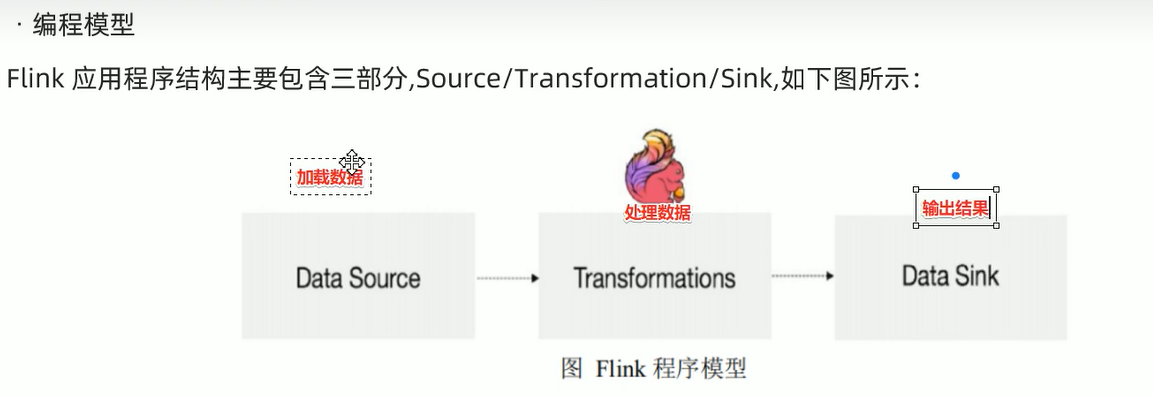 · 编程模型
Flink 应用程序结构主要包含三部分,Source/Transformation/Sink,如下图所示：
加载数据
处理数据
输出结果
Data Source
Transformations
Data Sink
图 Flink 程序模型